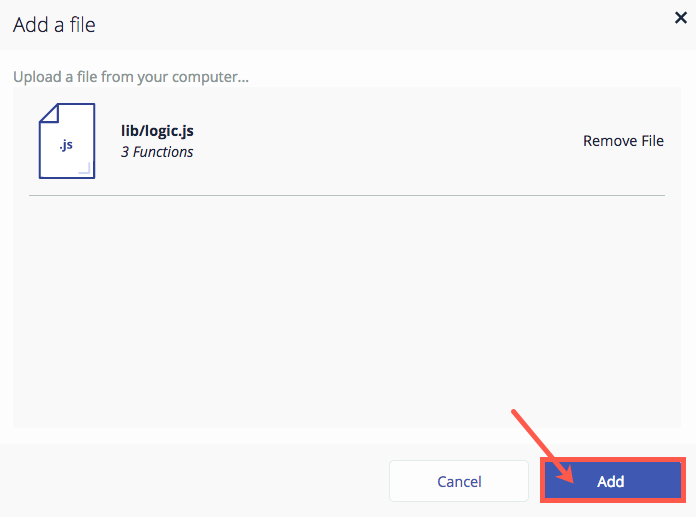 Add a file
Upload a file from your computer...
.js
lib/logic.js
3 Functions
Remove File
Cancel
Add